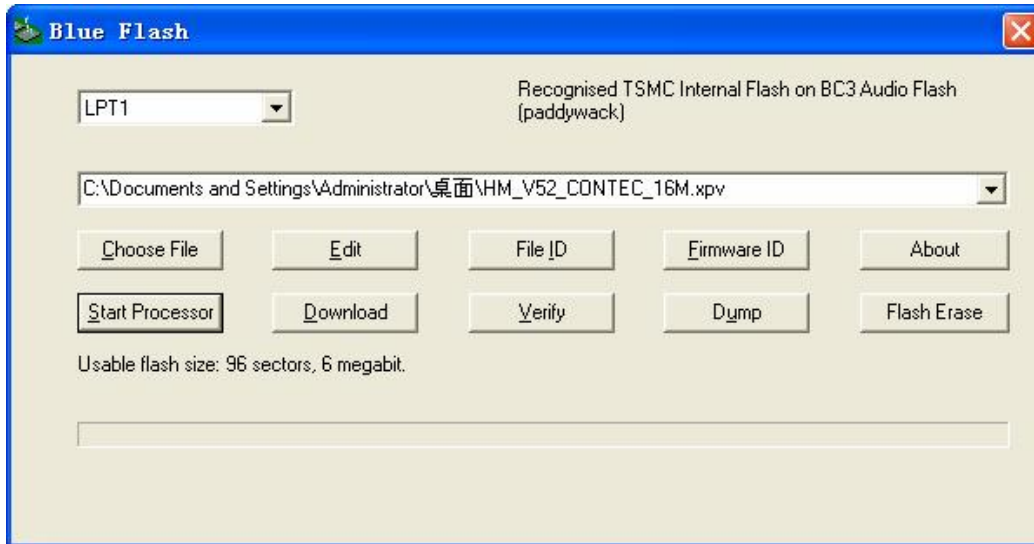 Blue Flash
LPT1
Recognised TSMC Internal Flash on BC3 Audio Flash
(paddywack)
C:\Documents and Settings\Administrator\桌面\HM_V52_CONTEC_16M.xpv
Choose File
Edit
File ID
Firmware ID
About
Start Processor
Download
Verify
Dump
Flash Erase
Usable flash size: 96 sectors, 6 megabit.